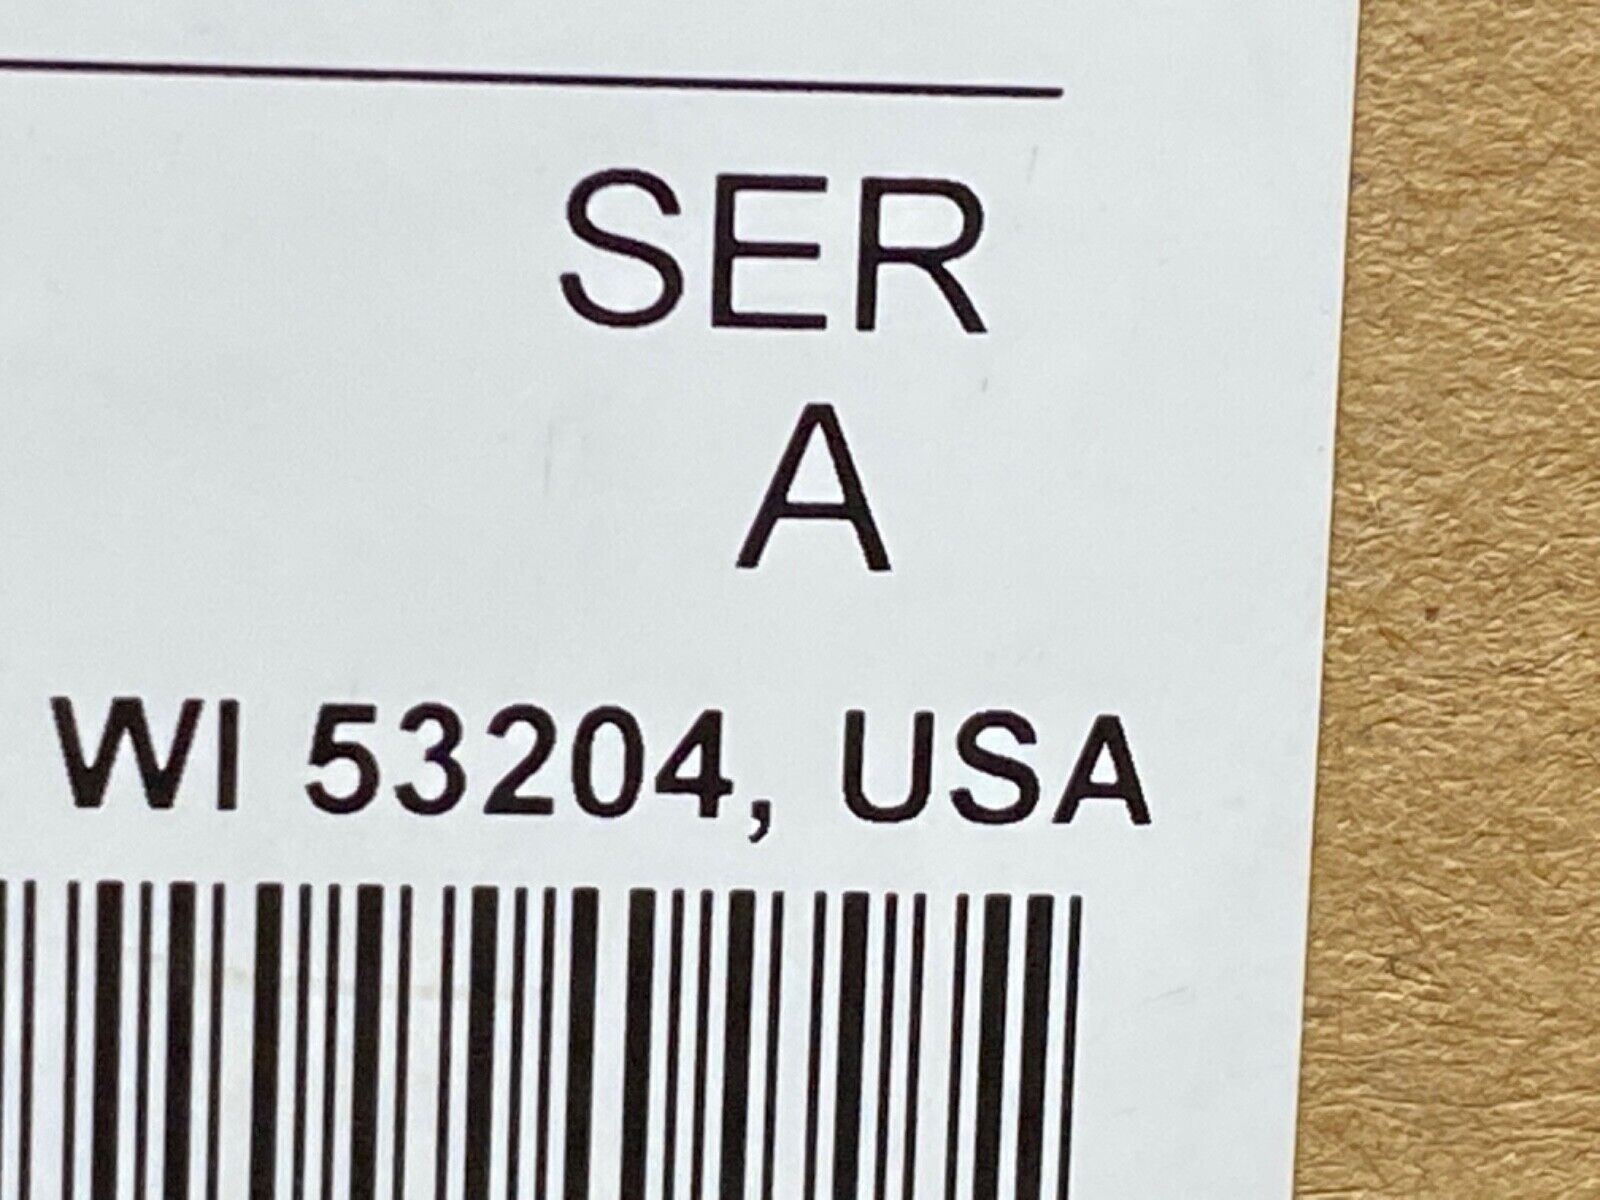 SER
A
WI 53204, USA